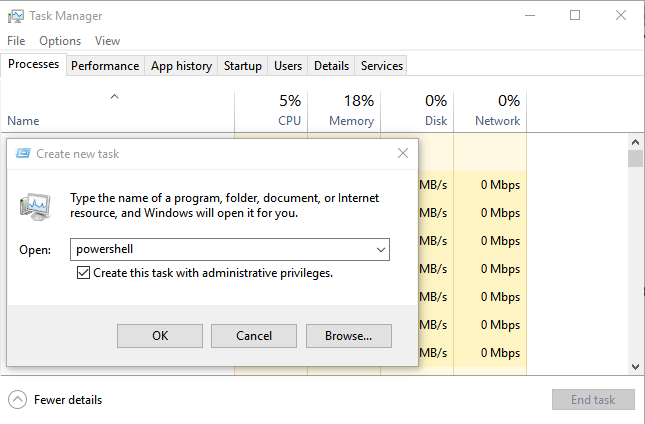 Task Manager
File Options View
Processes Performance App history Startup Users Details Services
5% 18% 0% 0%
Name CPU Memory Disk Network
Create new task
Type the name of a program, folder, document, or Internet
resource, and Windows will open it for you.
Open: powershell
Create this task with administrative privileges.
OK Cancel Browse...
MB/s 0 Mbps
MB/s 0 Mbps
MB/s 0 Mbps
MB/s 0 Mbps
MB/s 0 Mbps
MB/s 0 Mbps
MB/s 0 Mbps
Fewer details End task